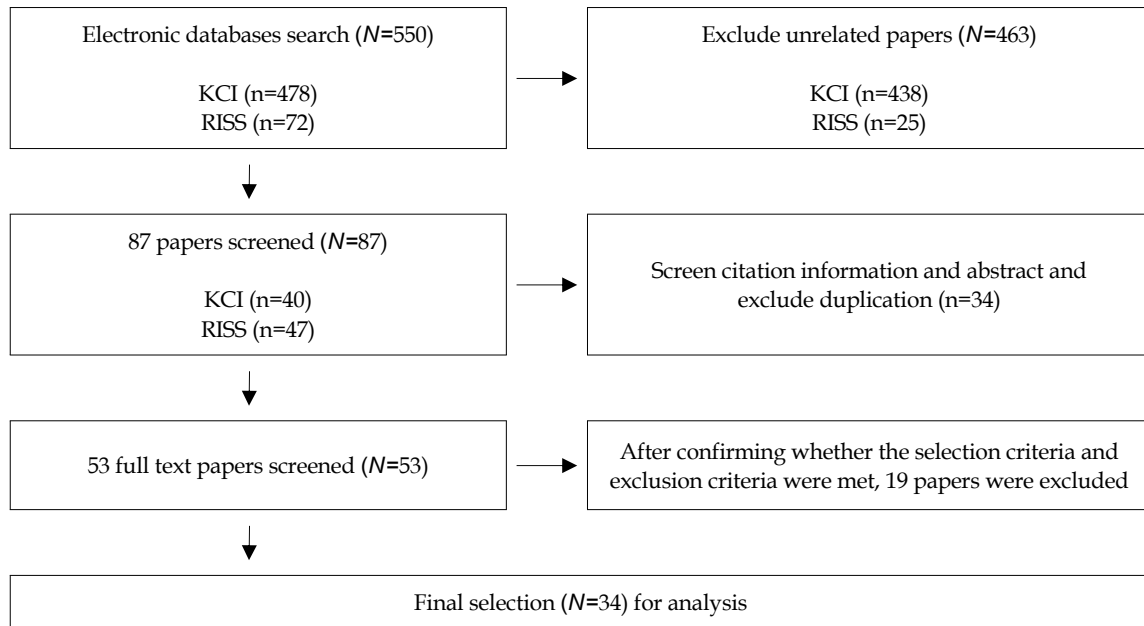 Electronic databases search (N=550)
KCI (n=478)
RISS (n=72)
Exclude unrelated papers (N=463)
KCI (n=438)
RISS (n=25)
87 papers screened (N=87)
KCI (n=40)
RISS (n=47)
Screen citation information and abstract and
exclude duplication (n=34)
53 full text papers screened (N=53)
After confirming whether the selection criteria and
exclusion criteria were met, 19 papers were excluded
Final selection (N=34) for analysis